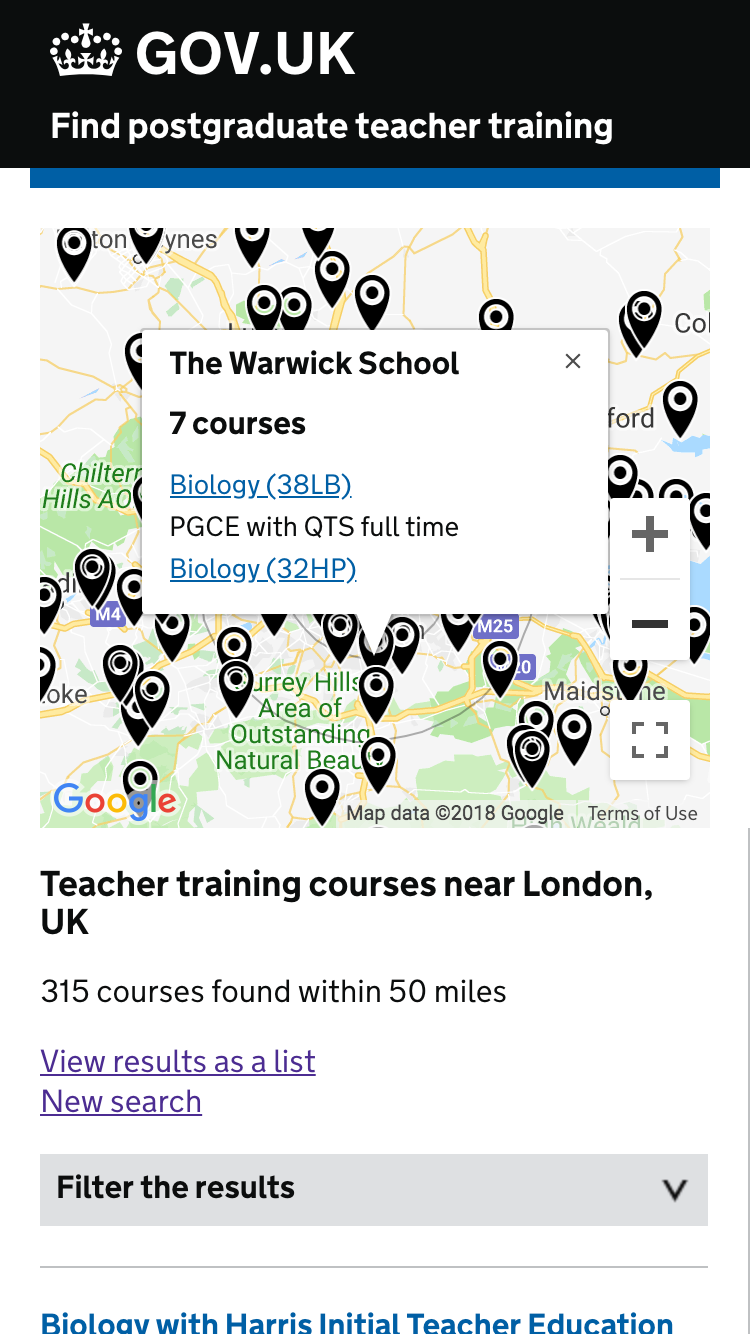 GOV.UK
Find postgraduate teacher training
ton
ynes
Col
The Warwick School
×
7 courses
ford
Biology (38LB)
Chiltern
Hills AO
PGCE with QTS full time
Biology (32HP)
M4
M25
20
urrey Hills
Maidstone
oke
Area of
Outstanding
Natural Beau
Google
Map data ©2018 Google
Terms of Use
Teacher training courses near London,
UK
315 courses found within 50 miles
View results as a list
New search
Filter the results
Biology with Harris Initial Teacher Education